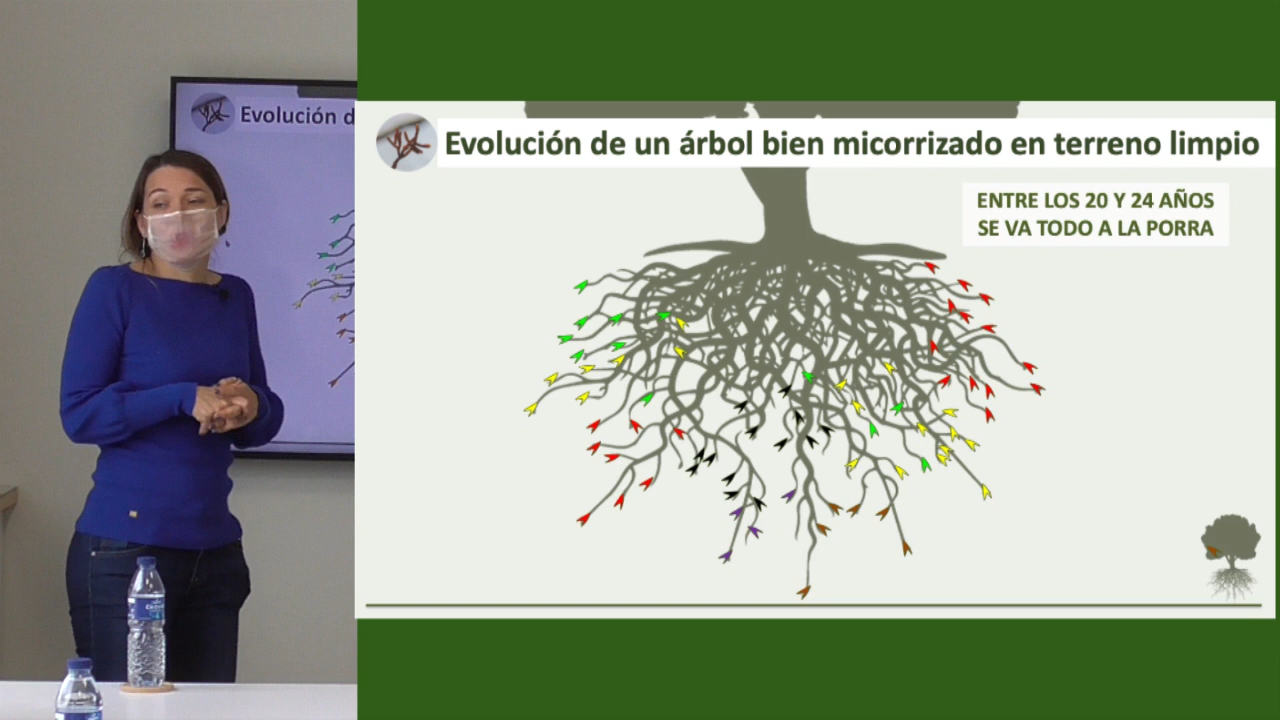 Evolución d
Evolución de un árbol bien micorrizado en terreno limpio
ENTRE LOS 20 Y 24 AÑOS
SE VA TODO A LA PORRA